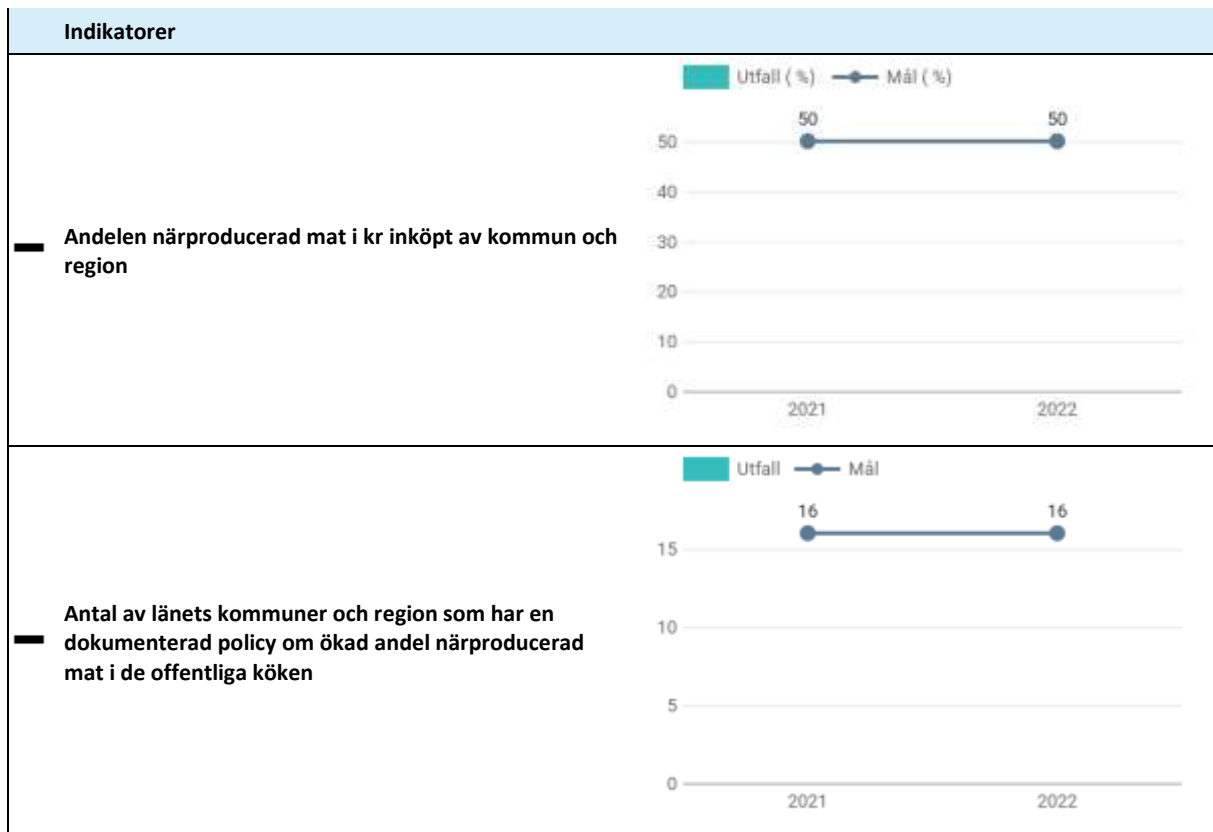 Indikatorer
Utfall ( %) Mål ( %)
50 50
50
40
30
20
10
0
2021 2022
Andelen närproducerad mat i kr inköpt av kommun och
region
Utfall Mål
16 16
15
10
5
0
2021 2022
Antal av länets kommuner och region som har en
dokumenterad policy om ökad andel närproducerad
mat i de offentliga köken